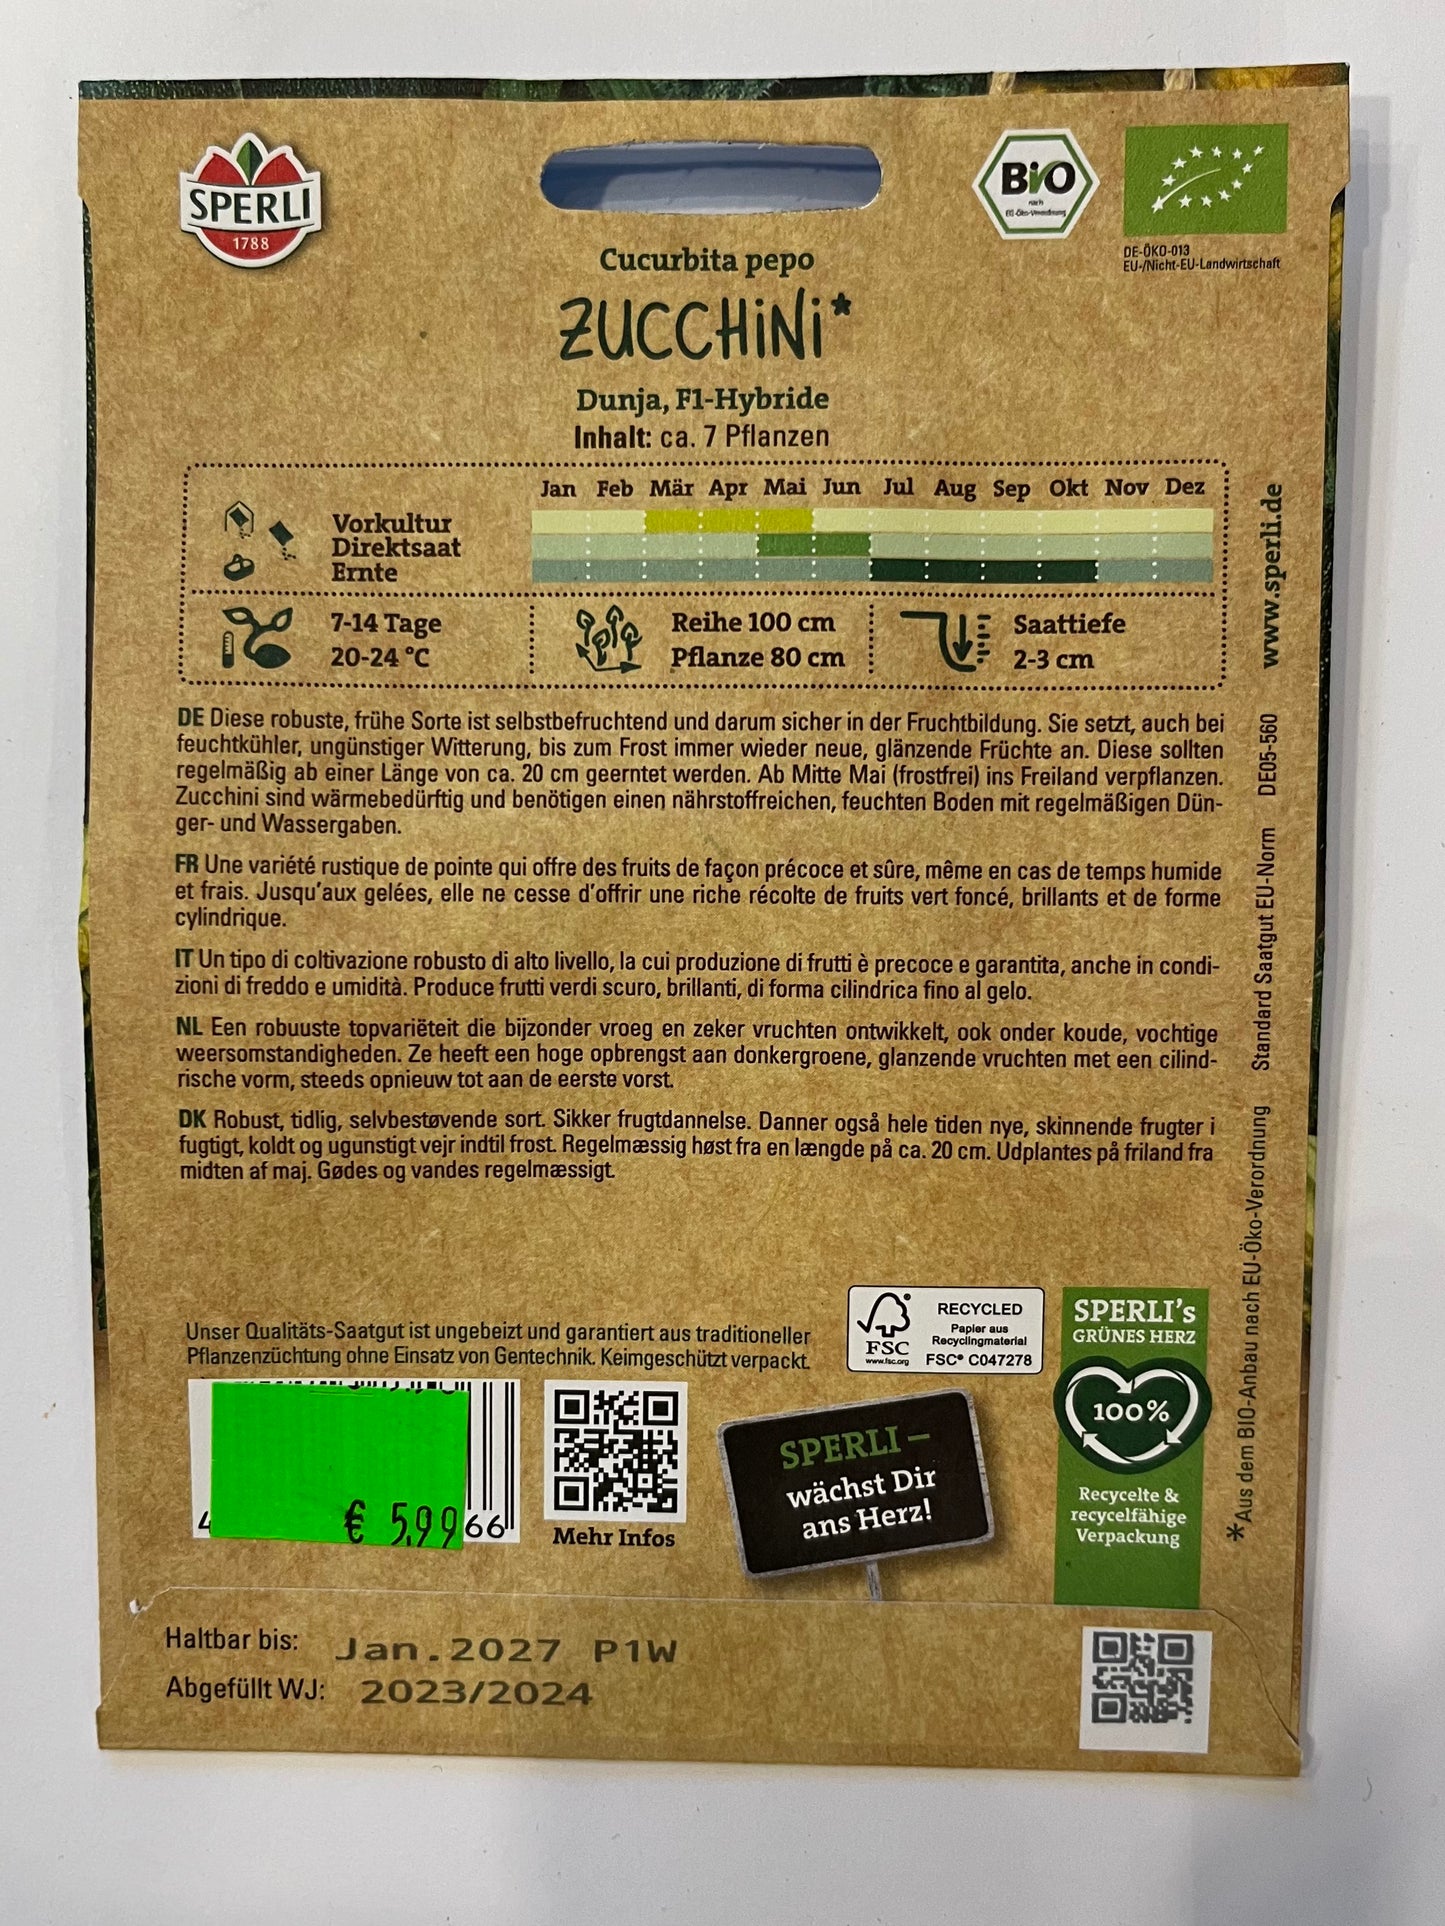 SPERLI
1788
BiO
nach
EG-Öko-Verordnung
DE-ÖKO-013
EU-/Nicht-EU-Landwirtschaft
Cucurbita pepo
ZUCCHiNi*
Dunja, F1-Hybride
Inhalt: ca. 7 Pflanzen
Jan Feb Mär Apr Mai Jun Jul Aug Sep Okt Nov Dez
Vorkultur
Direktsaat
Ernte
7-14 Tage
20-24 °C
Reihe 100 cm
Pflanze 80 cm
Saattiefe
2-3 cm
DE Diese robuste, frühe Sorte ist selbstbefruchtend und darum sicher in der Fruchtbildung. Sie setzt, auch bei
feuchtkühler, ungünstiger Witterung, bis zum Frost immer wieder neue, glänzende Früchte an. Diese sollten
regelmäßig ab einer Länge von ca. 20 cm geerntet werden. Ab Mitte Mai (frostfrei) ins Freiland verpflanzen.
Zucchini sind wärmebedürftig und benötigen einen nährstoffreichen, feuchten Boden mit regelmäßigen Dün-
ger- und Wassergaben.
FR Une variété rustique de pointe qui offre des fruits de façon précoce et sûre, même en cas de temps humide
et frais. Jusqu'aux gelées, elle ne cesse d'offrir une riche récolte de fruits vert foncé, brillants et de forme
cylindrique.
IT Un tipo di coltivazione robusto di alto livello, la cui produzione di frutti è precoce e garantita, anche in condi-
zioni di freddo e umidità. Produce frutti verdi scuro, brillanti, di forma cilindrica fino al gelo.
NL Een robuuste topvariëteit die bijzonder vroeg en zeker vruchten ontwikkelt, ook onder koude, vochtige
weersomstandigheden. Ze heeft een hoge opbrengst aan donkergroene, glanzende vruchten met een cilind-
rische vorm, steeds opnieuw tot aan de eerste vorst.
DK Robust, tidlig, selvbestøvende sort. Sikker frugtdannelse. Danner også hele tiden nye, skinnende frugter i
fugtigt, koldt og ugunstigt vejr indtil frost. Regelmæssig høst fra en længde på ca. 20 cm. Udplantes på friland fra
midten af maj. Gødes og vandes regelmæssigt.
www.sperli.de
DE05-560
Standard Saatgut EU-Norm
*Aus dem BIO-Anbau nach EU-Öko-Verordnung
Unser Qualitäts-Saatgut ist ungebeizt und garantiert aus traditioneller
Pflanzenzüchtung ohne Einsatz von Gentechnik. Keimgeschützt verpackt.
FSC
www.fsc.org
RECYCLED
Papier aus
Recyclingmaterial
FSC® C047278
SPERLI's
GRÜNES HERZ
100%
Recycelte &
recycelfähige
Verpackung
4
€ 5,99
66
Mehr Infos
SPERLI –
wächst Dir
ans Herz!
Haltbar bis: Jan.2027 P1W
Abgefüllt WJ: 2023/2024